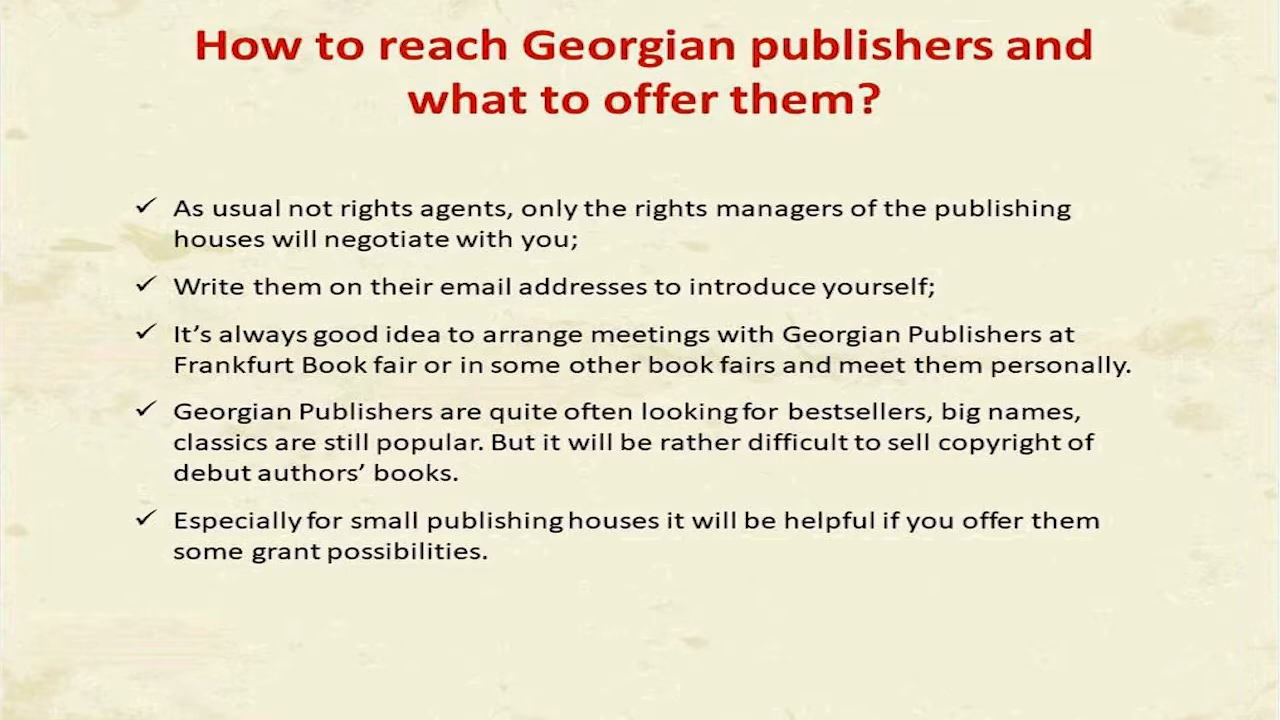 How to reach Georgian publishers and
what to offer them?
✓ As usual not rights agents, only the rights managers of the publishing
houses will negotiate with you;
✓ Write them on their email addresses to introduce yourself;
✓ It's always good idea to arrange meetings with Georgian Publishers at
Frankfurt Book fair or in some other book fairs and meet them personally.
✓ Georgian Publishers are quite often looking for bestsellers, big names,
classics are still popular. But it will be rather difficult to sell copyright of
debut authors' books.
✓ Especially for small publishing houses it will be helpful if you offer them
some grant possibilities.